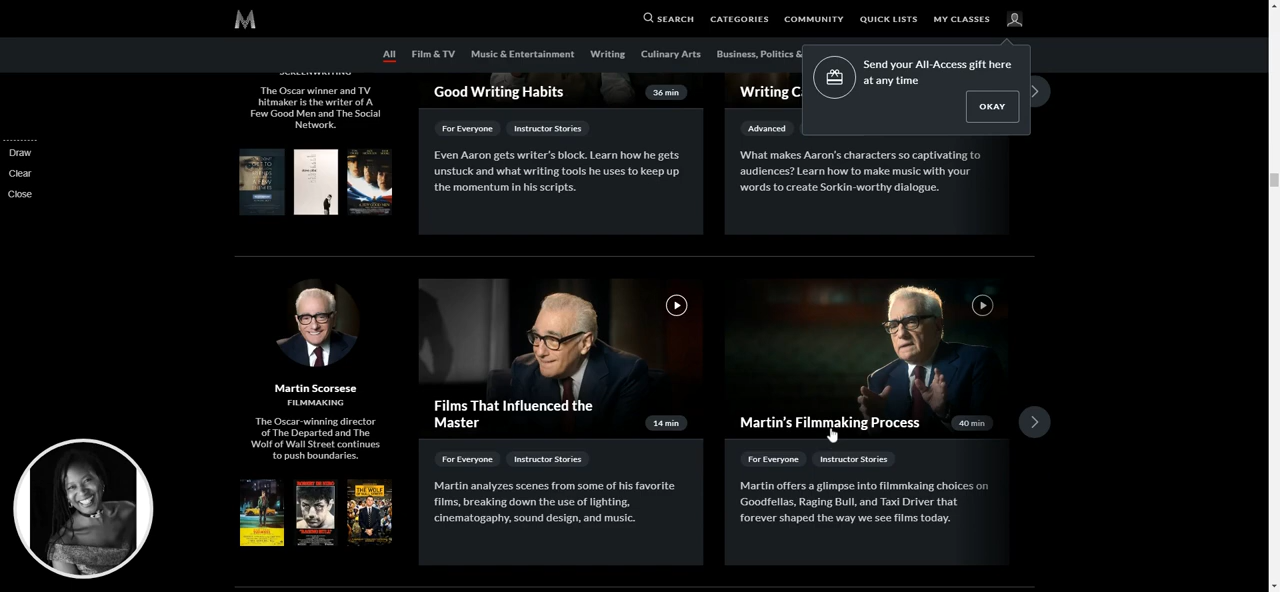 M
SEARCH
CATEGORIES
COMMUNITY
QUICK LISTS
MY CLASSES
All
Film & TV
Music & Entertainment
Writing
Culinary Arts
Business, Politics &
Send your All-Access gift here
at any time
OKAY
Draw
Clear
Close
SCREENWRITING
The Oscar winner and TV
hitmaker is the writer of A
Few Good Men and The Social
Network.
Good Writing Habits
36 min
For Everyone
Instructor Stories
Even Aaron gets writer's block. Learn how he gets
unstuck and what writing tools he uses to keep up
the momentum in his scripts.
Writing
Advanced
What makes Aaron's characters so captivating to
audiences? Learn how to make music with your
words to create Sorkin-worthy dialogue.
Martin Scorsese
FILMMAKING
The Oscar-winning director
of The Departed and The
Wolf of Wall Street continues
to push boundaries.
Films That Influenced the
Master
14 min
For Everyone
Instructor Stories
Martin analyzes scenes from some of his favorite
films, breaking down the use of lighting,
cinematogaphy, sound design, and music.
Martin's Filmmaking Process
40 min
For Everyone
Instructor Stories
Martin offers a glimpse into filmmkaing choices on
Goodfellas, Raging Bull, and Taxi Driver that
forever shaped the way we see films today.